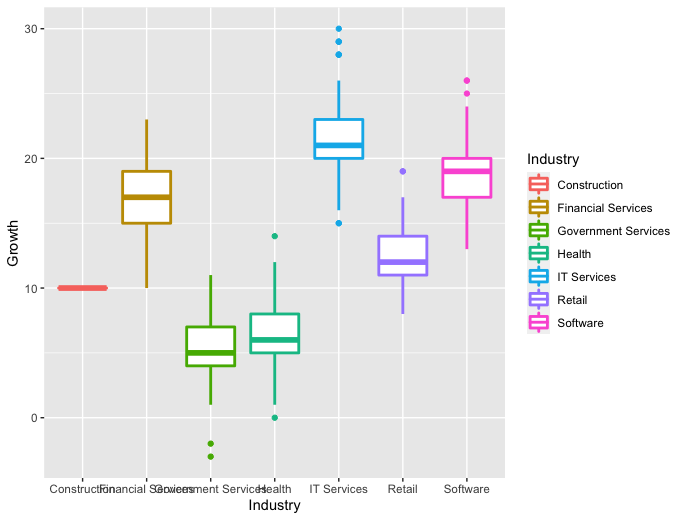 30
20
10
0
Growth
Construction Financial Services Government Services Health IT Services Retail Software
Industry
Industry
Construction
Financial Services
Government Services
Health
IT Services
Retail
Software